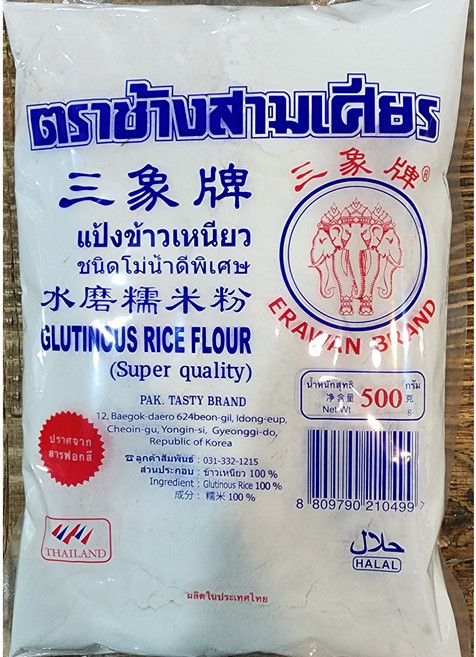 ตราช้างสามเศียร
三象牌
三象牌®
แป้งข้าวเหนียว
ชนิดโม่น้ำดีพิเศษ
水磨糯米粉
GLUTINOUS RICE FLOUR
(Super quality)
ERAWAN BRAND
PAK. TASTY BRAND
12, Baegok-daero 624beon-gil, Idong-eup,
Cheoin-gu, Yongin-si, Gyeonggi-do,
Republic of Korea
น้ำหนักสุทธิ 500 กรัม
净含量 克
Net Wt. g
ปราศจาก
สารฟอกสี
☎ลูกค้าสัมพันธ์ : 031-332-1215
ส่วนประกอบ : ข้าวเหนียว 100 %
Ingredient : Glutinous Rice 100 %
成分 : 糯米 100 %
8 809790 210499 7
THAILAND
حلال
HALAL
ผลิตในประเทศไทย